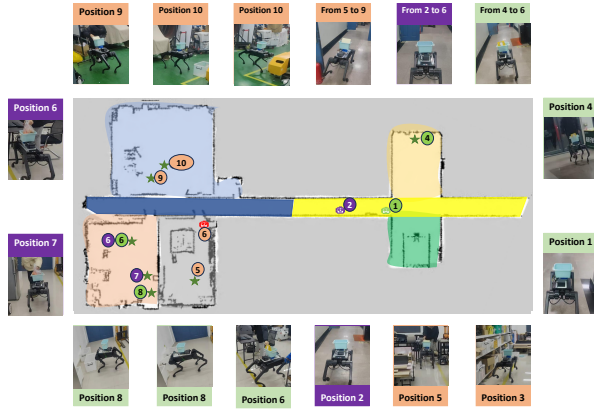 Position 9
Position 10
Position 10
From 5 to 9
From 2 to 6
From 4 to 6
Position 6
Position 4
4
10
9
2
1
6
6 6
5
7
8
Position 7
Position 1
Position 8
Position 8
Position 6
Position 2
Position 5
Position 3